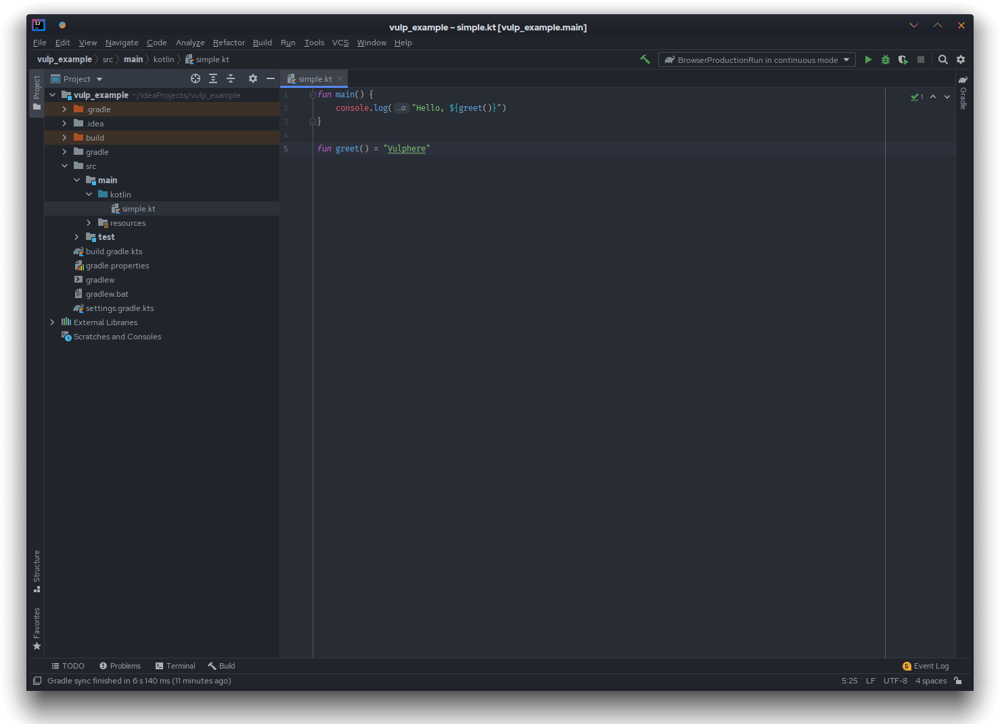 vulp_example – simple.kt [vulp_example.main]
File Edit View Navigate Code Analyze Refactor Build Run Tools VCS Window Help
vulp_example src main kotlin simple.kt
BrowserProductionRun in continuous mode
Project
Project
simple.kt
Gradle
vulp_example ~/IdeaProjects/vulp_example
.gradle
.idea
build
gradle
src
main
kotlin
simple.kt
resources
test
build.gradle.kts
gradle.properties
gradlew
gradlew.bat
settings.gradle.kts
External Libraries
Scratches and Consoles
1 fun main() {
2 console.log( ...o: "Hello, ${greet()}")
3 }
4
5 fun greet() = "Vulphere"
1
Structure
Favorites
TODO Problems Terminal Build
5 Event Log
Gradle sync finished in 6 s 140 ms (11 minutes ago)
5:25 LF UTF-8 4 spaces